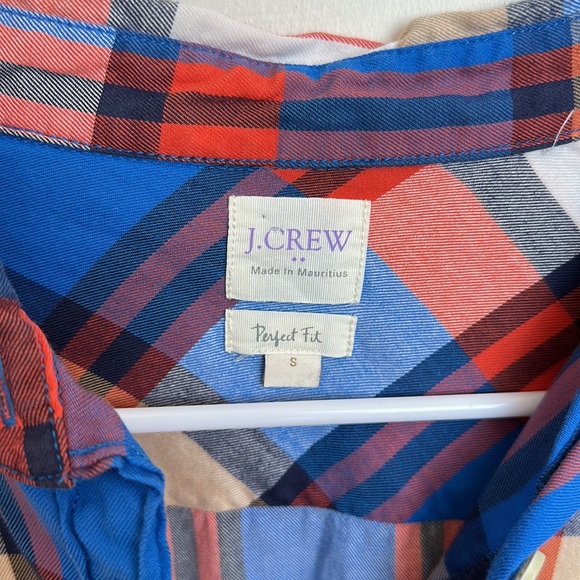 J.CREW
Made In Mauritius
Perfect Fit
S